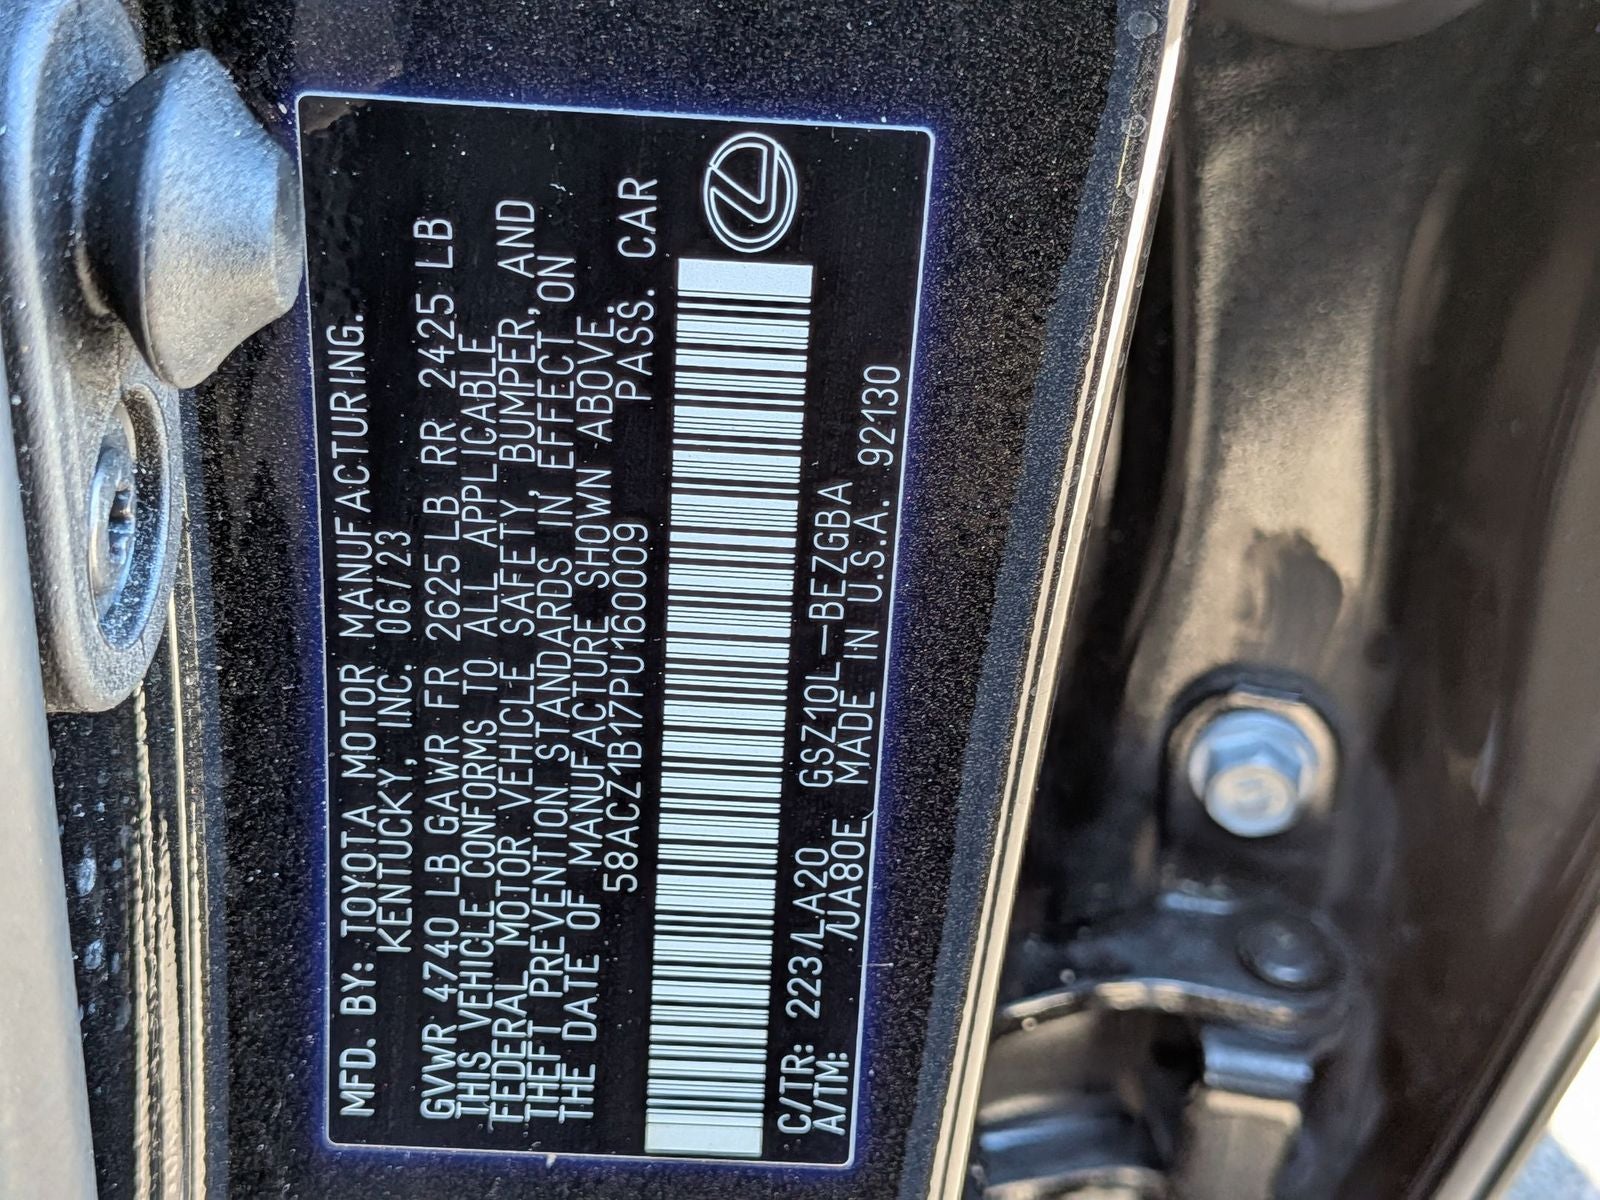 MFD. BY: TOYOTA MOTOR MANUFACTURING.
KENTUCKY, INC. 06/23
GVWR 4740 LB GAWR FR 2625 LB RR 2425 LB
THIS VEHICLE CONFORMS TO ALL APPLICABLE
FEDERAL MOTOR VEHICLE SAFETY, BUMPER, AND
THEFT PREVENTION STANDARDS IN EFFECT ON
THE DATE OF MANUFACTURE SHOWN ABOVE.
58ACZ1B17PU160009 PASS. CAR
C/TR: 223/LA20 GSZ10L-BEZGBA
A/TM: /UA80E MADE IN U.S.A. 92130